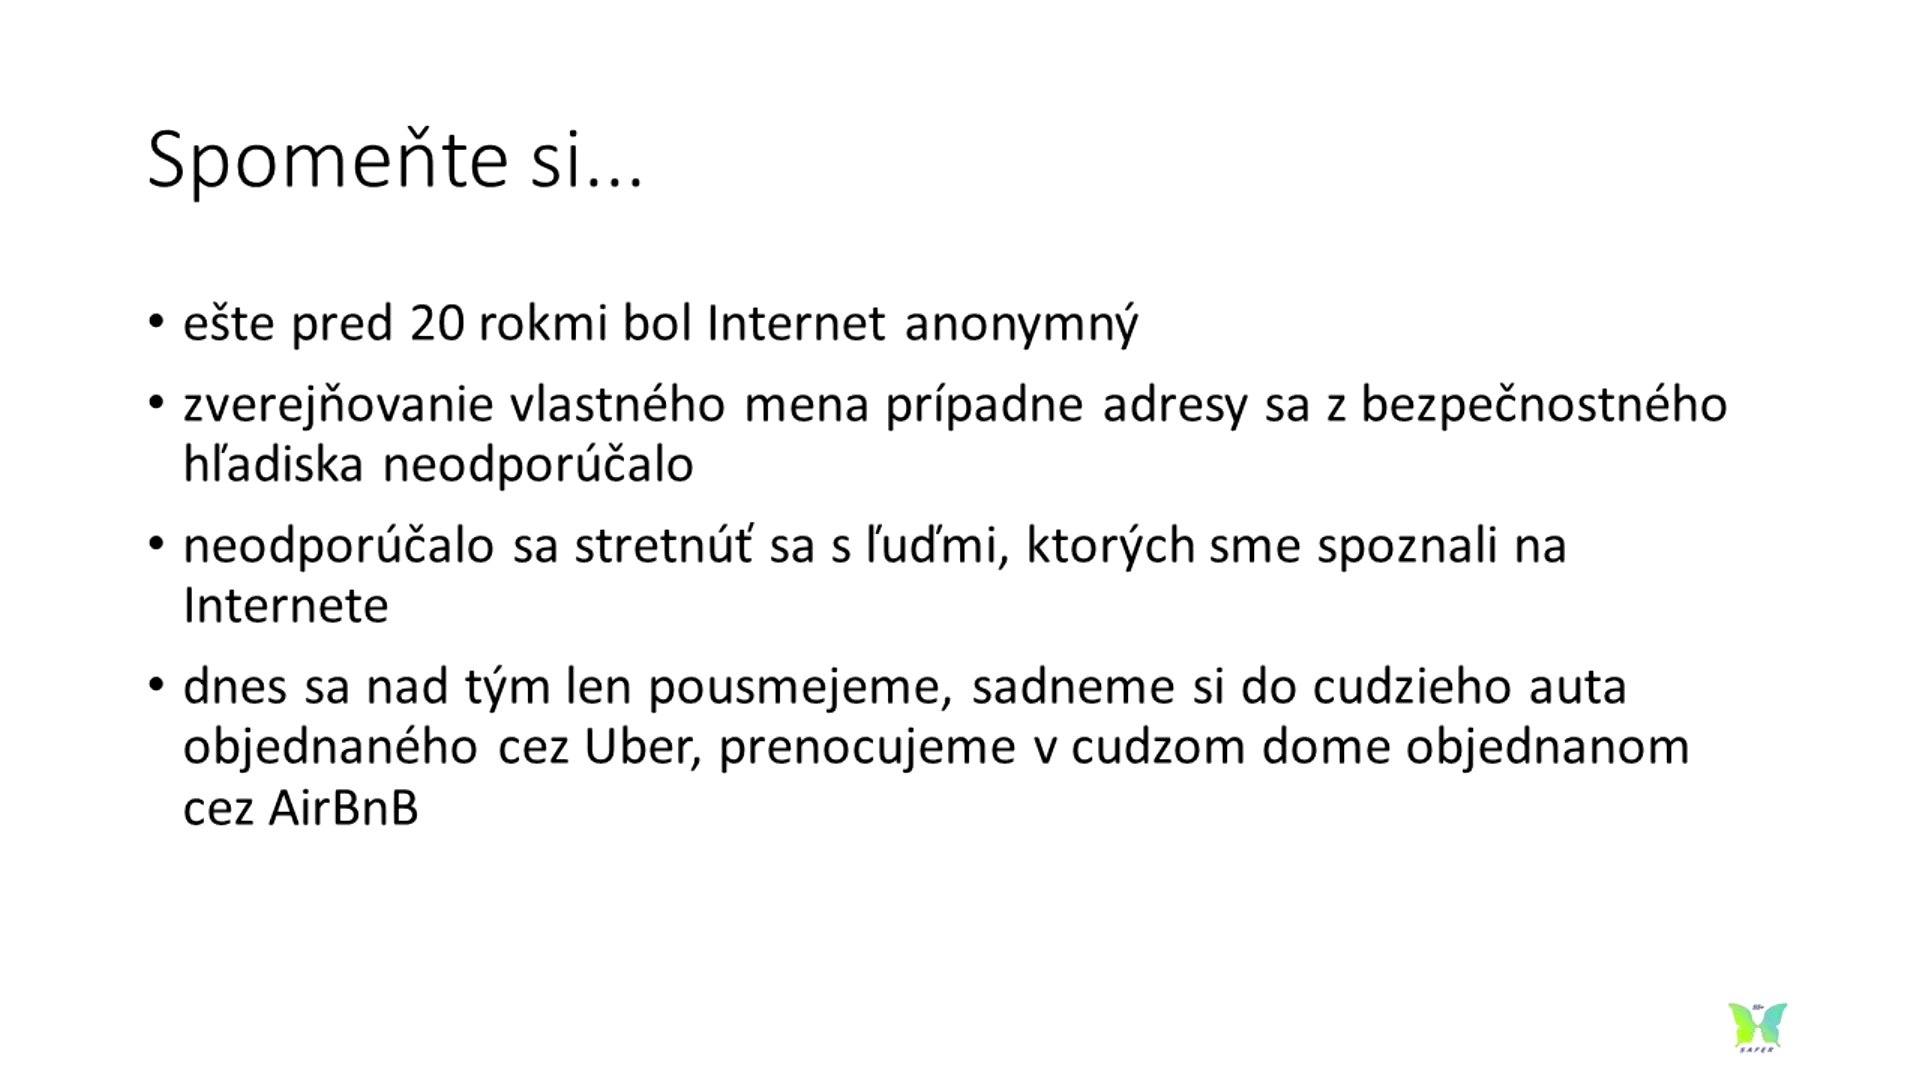 Spomeňte si...
• ešte pred 20 rokmi bol Internet anonymný
• zverejňovanie vlastného mena prípadne adresy sa z bezpečnostného
hľadiska neodporúčalo
• neodporúčalo sa stretnúť sa s ľuďmi, ktorých sme spoznali na
Internete
• dnes sa nad tým len pousmejeme, sadneme si do cudzieho auta
objednaného cez Uber, prenocujeme v cudzom dome objednanom
cez AirBnB
SAFER